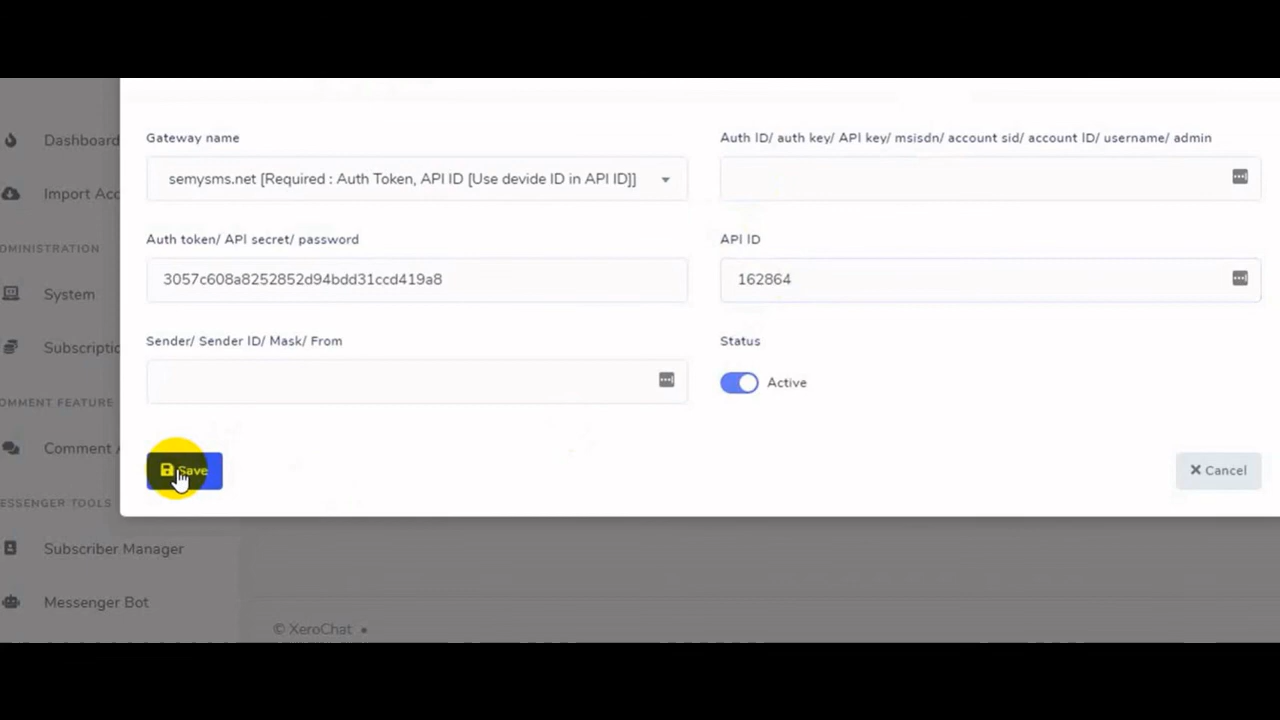 Gateway name
Auth ID/ auth key/ API key/ msisdn/ account sid/ account ID/ username/ admin
Dashboard
semysms.net [Required : Auth Token, API ID [Use devide ID in API ID]]
Import Acc
Auth token/ API secret/ password
API ID
DMINISTRATION
3057c608a8252852d94bdd31ccd419a8
162864
System
Sender/ Sender ID/ Mask/ From
Status
Subscriptic
Active
OMMENT FEATURE
Comment A
Save
Cancel
ESSENGER TOOLS
Subscriber Manager
Messenger Bot
© XeroChat •